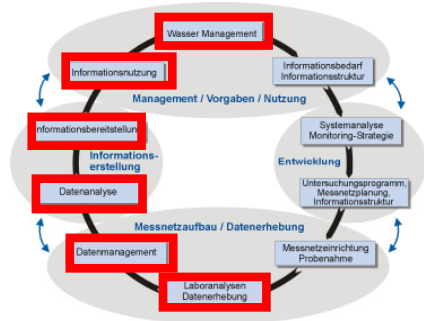 Wasser Management
Informationsnutzung
Informationsbedarf
Informationsstruktur
Management / Vorgaben / Nutzung
Informationsbereitstellun
Systemanalyse
Monitoring-Strategie
Informations-
erstellung
Entwicklung
Datenanalyse
Untersuchungsprogramm,
Messnetzplanung,
Informationsstruktur
Messnetzaufbau / Datenerhebung
Datenmanagement
Messnetzeinrichtung
Probenahme
Laboranalysen
Datenerhebung